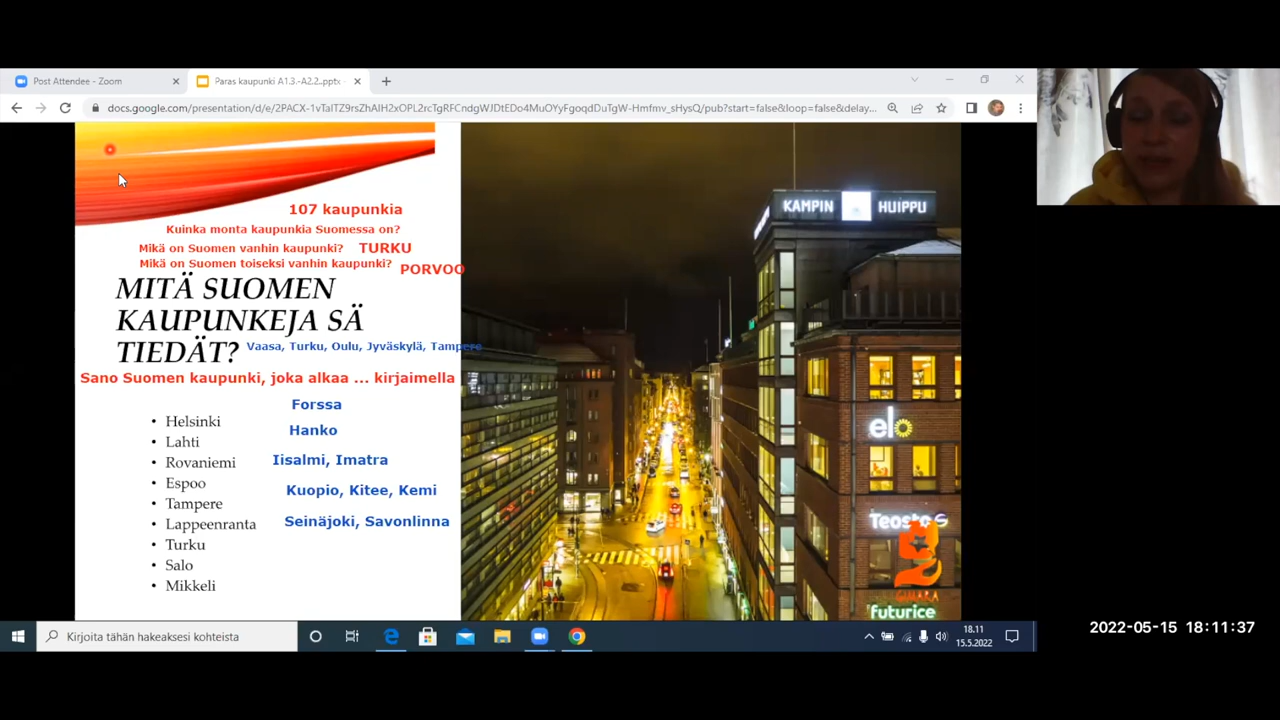 Post Attendee - Zoom
Paras kaupunki A1.3.-A2.2..pptx -
docs.google.com/presentation/d/e/2PACX-1vTaITZ9rsZhAIH2xOPL2rcTgRFCndgWJDtEDo4MuOYyFgoqdDuTgW-Hmfmv_sHysQ/pub?start=false&loop=false&delay...
107 kaupunkia
Kuinka monta kaupunkia Suomessa on?
Mikä on Suomen vanhin kaupunki? TURKU
Mikä on Suomen toiseksi vanhin kaupunki? PORVOO
MITÄ SUOMEN
KAUPUNKEJA SÄ
TIEDÄT? Vaasa, Turku, Oulu, Jyväskylä, Tampere
Sano Suomen kaupunki, joka alkaa ... kirjaimella
Forssa
• Helsinki
Hanko
• Lahti
• Rovaniemi Iisalmi, Imatra
• Espoo Kuopio, Kitee, Kemi
• Tampere
• Lappeenranta Seinäjoki, Savonlinna
• Turku
• Salo
• Mikkeli
KAMPIN HUIPPU
elo
Teosto
futurice
Kirjoita tähän hakeaksesi kohteista
18.11
15.5.2022
2022-05-15 18:11:37